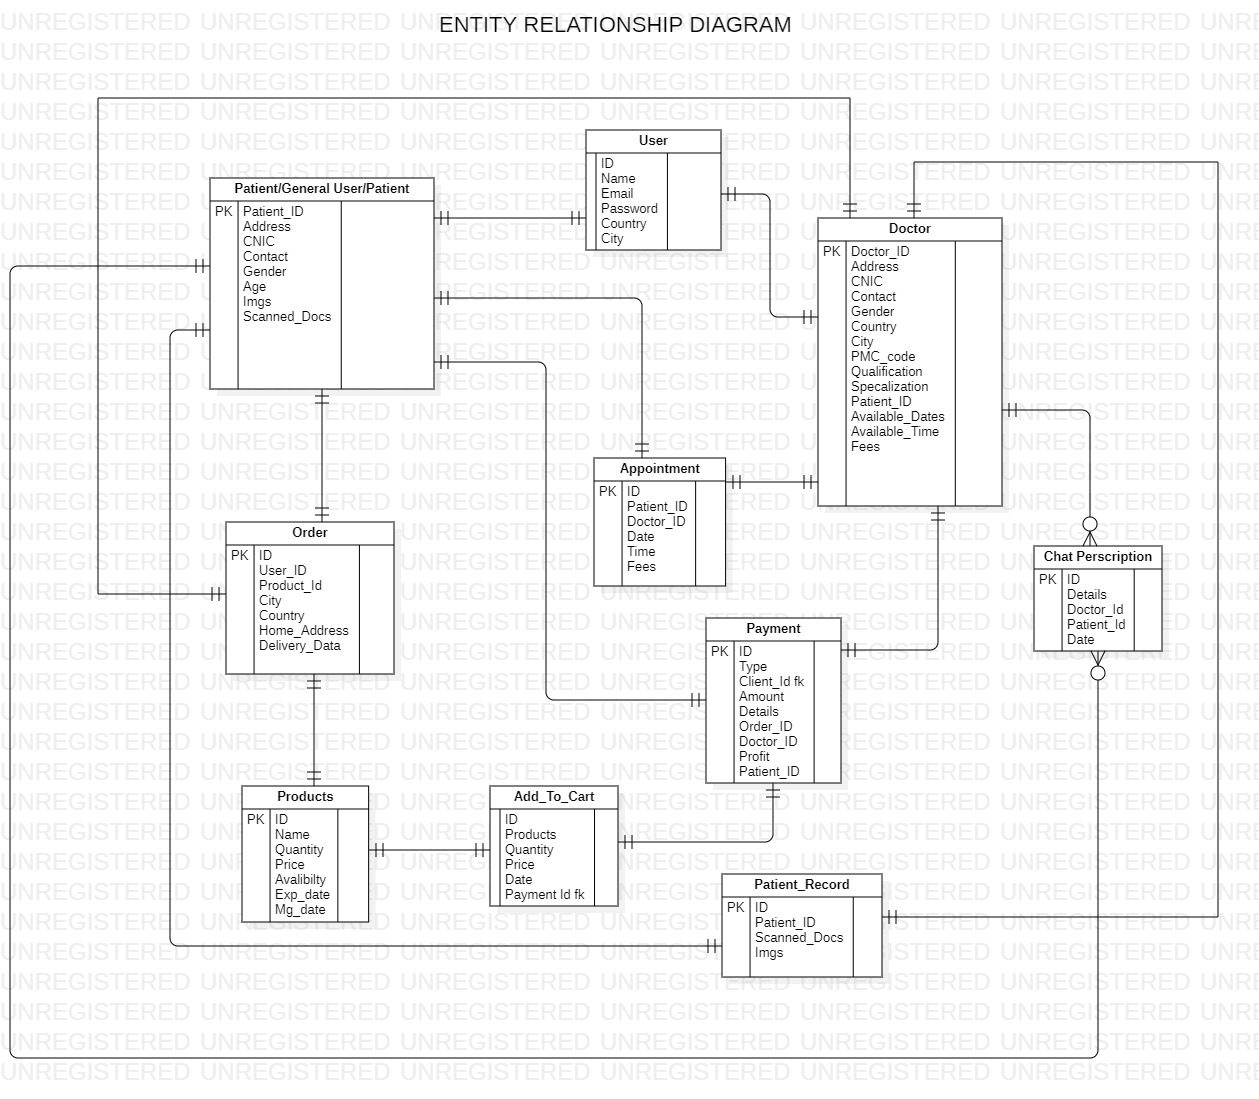 ENTITY RELATIONSHIP DIAGRAM
User
ID
Name
Email
Password
Country
City
Patient/General User/Patient
PK Patient_ID
Address
CNIC
Contact
Gender
Age
Imgs
Scanned_Docs
Doctor
PK Doctor_ID
Address
CNIC
Contact
Gender
Country
City
PMC_code
Qualification
Specalization
Patient_ID
Available_Dates
Available_Time
Fees
Appointment
PK ID
Patient_ID
Doctor_ID
Date
Time
Fees
Order
PK ID
User_ID
Product_Id
City
Country
Home_Address
Delivery_Data
Chat Perscription
PK ID
Details
Doctor_Id
Patient_Id
Date
Payment
PK ID
Type
Client_Id fk
Amount
Details
Order_ID
Doctor_ID
Profit
Patient_ID
Products
PK ID
Name
Quantity
Price
Avalibilty
Exp_date
Mg_date
Add_To_Cart
ID
Products
Quantity
Price
Date
Payment Id fk
Patient_Record
PK ID
Patient_ID
Scanned_Docs
Imgs
UNREGISTERED